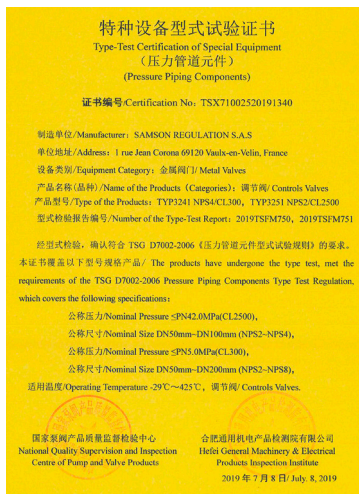 特种设备型式试验证书
Type-Test Certification of Special Equipment
（压力管道元件）
(Pressure Piping Components)
证书编号/Certification No: TSX71002520191340
制造单位/Manufacturer: SAMSON REGULATION S.A.S
单位地址/Address: 1 rue Jean Corona 69120 Vaulx-en-Velin, France
设备类别/Equipment Category: 金属阀门/ Metal Valves
产品名称(品种) /Name of the Products (Categories): 调节阀/ Controls Valves
产品型号/Type of the Products: TYP3241 NPS4/CL300, TYP3251 NPS2/CL2500
型式检验报告编号/Number of the Type-Test Report: 2019TSFM750, 2019TSFM751
经型式检验，确认符合 TSG D7002-2006《压力管道元件型式试验规则》的要求。
本证书覆盖以下型号规格产品/ The products have undergone the type test, met the
requirements of the TSG D7002-2006 Pressure Piping Components Type Test Regulation,
which covers the following specifications:
公称压力/Nominal Pressure ≤PN42.0MPa(CL2500),
公称尺寸/Nominal Size DN50mm~DN100mm (NPS2~NPS4),
公称压力/Nominal Pressure ≤PN5.0MPa(CL300),
公称尺寸/Nominal Size DN50mm~DN200mm (NPS2~NPS8),
适用温度/Operating Temperature -29℃～425℃, 调节阀/ Controls Valves.
国家泵阀产品质量监督检验中心
National Quality Supervision and Inspection
Centre of Pump and Valve Products
合肥通用机电产品检测院有限公司
Hefei General Machinery & Electrical
Products Inspection Institute
2019 年 7 月 8 日/ July. 8, 2019